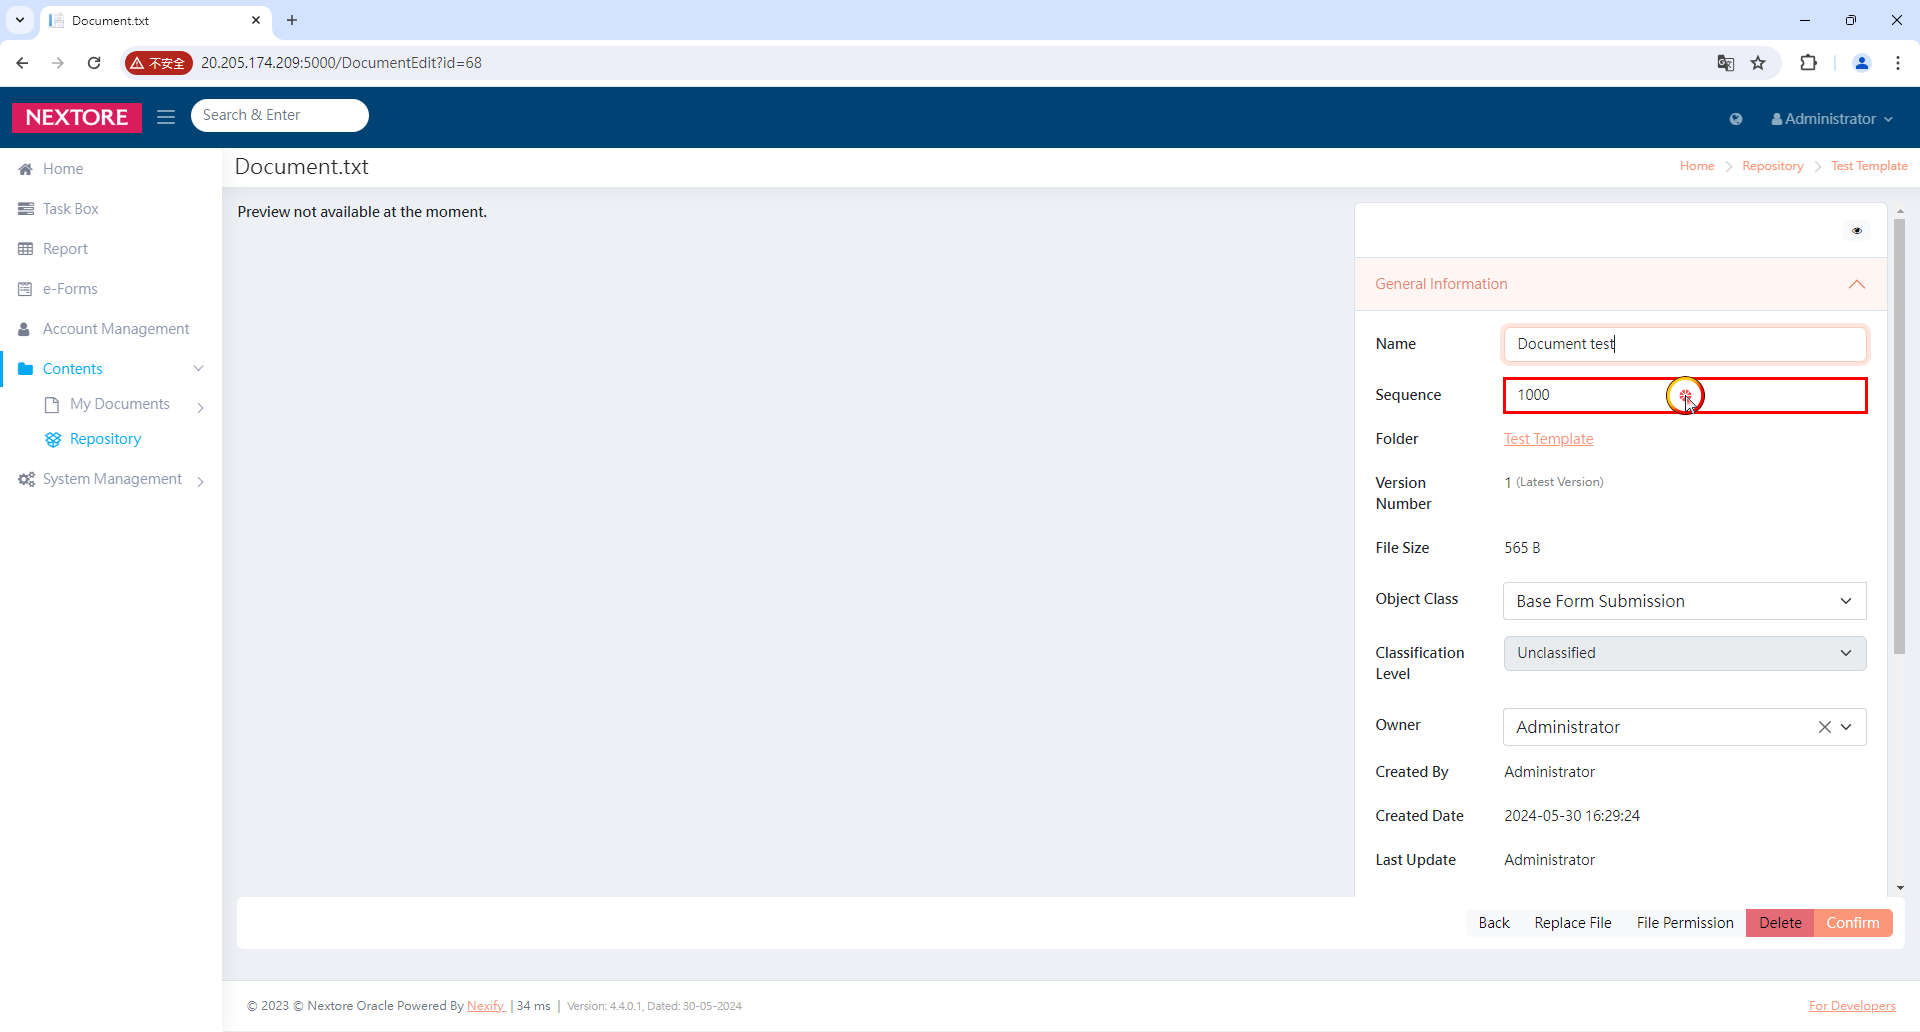 Document.txt
不安全
20.205.174.209:5000/DocumentEdit?id=68
NEXTORE
Search & Enter
Administrator
Home
Task Box
Report
e-Forms
Account Management
Contents
My Documents
Repository
System Management
Document.txt
Home
Repository
Test Template
Preview not available at the moment.
General Information
Name
Document test
Sequence
1000
Folder
Test Template
Version
Number
1 (Latest Version)
File Size
565 B
Object Class
Base Form Submission
Classification
Level
Unclassified
Owner
Administrator
Created By
Administrator
Created Date
2024-05-30 16:29:24
Last Update
Administrator
Back
Replace File
File Permission
Delete
Confirm
© 2023 © Nextore Oracle Powered By Nexify | 34 ms | Version: 4.4.0.1, Dated: 30-05-2024
For Developers